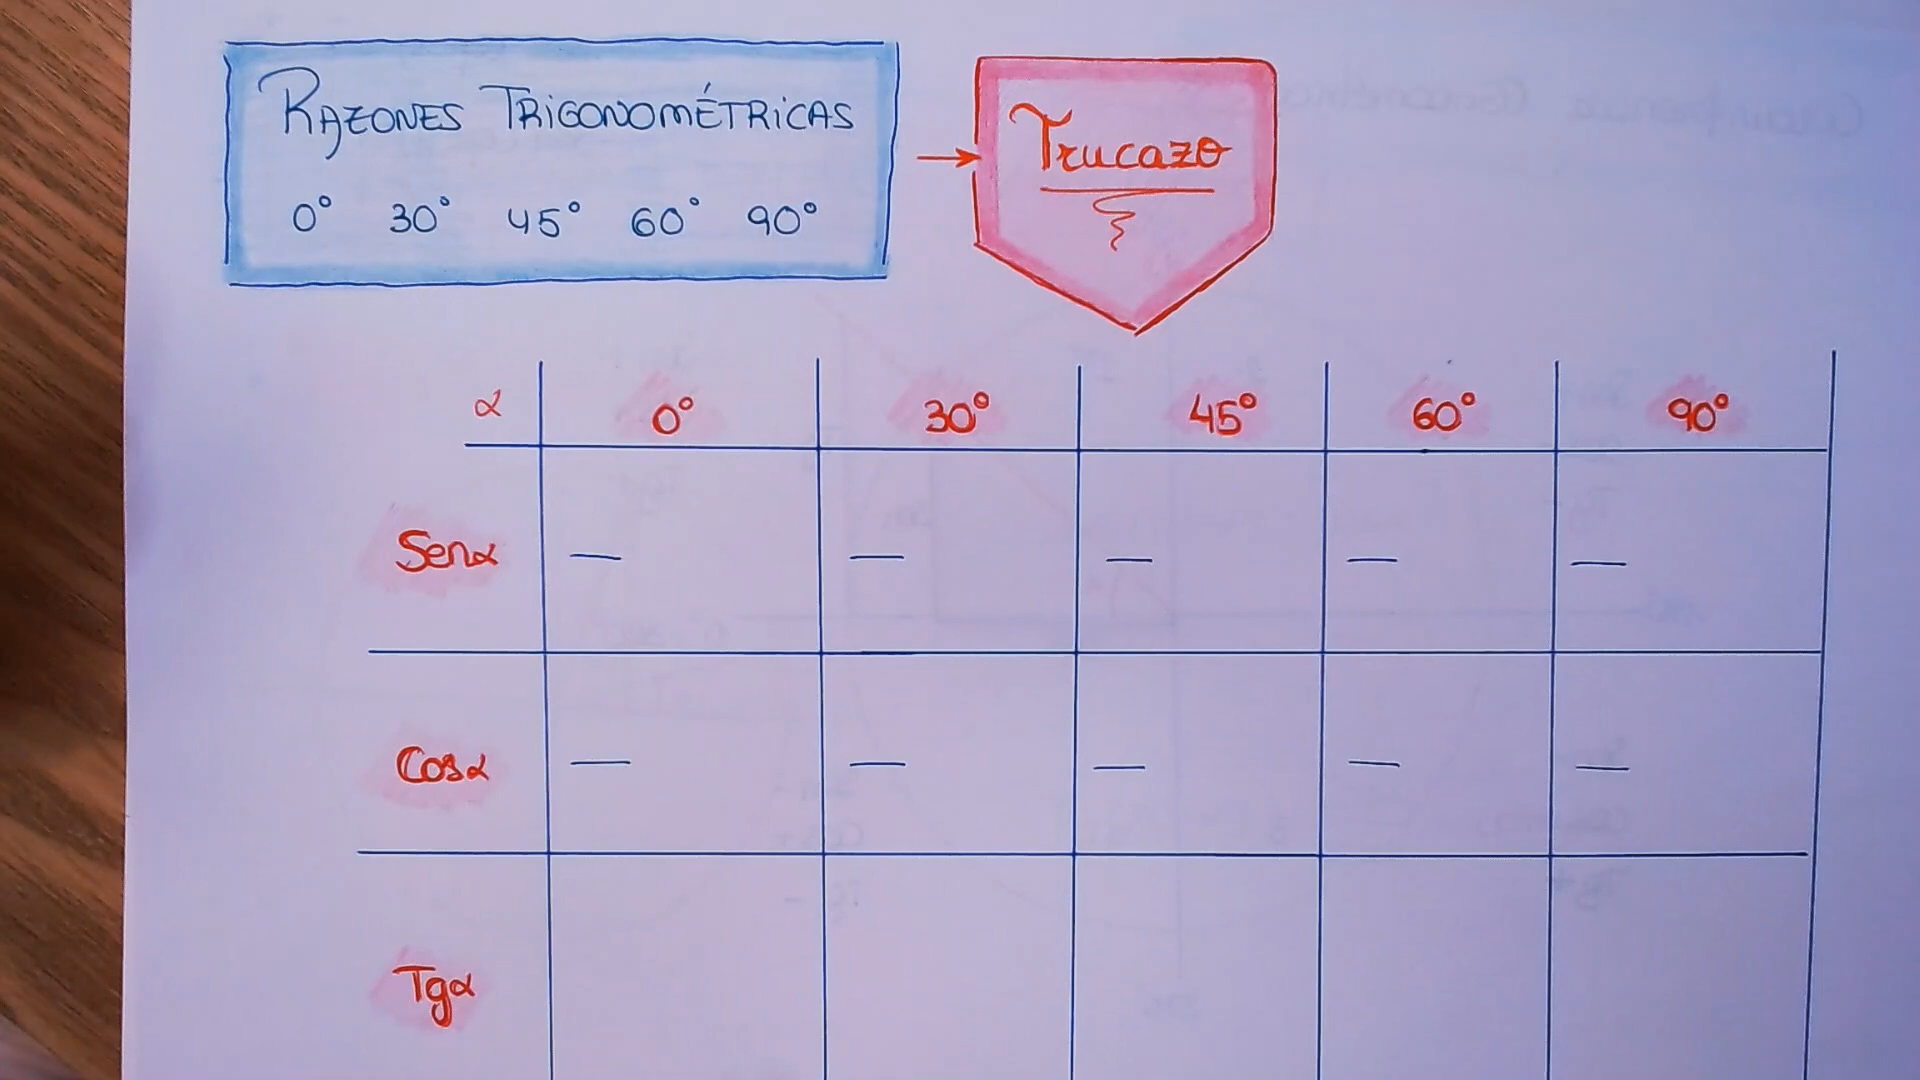 RAZONES TRIGONOMÉTRICAS
0° 30° 45° 60° 90°
Trucazo
α 0° 30° 45° 60° 90°
Senα — — — — —
Cosα — — — — —
Tgα